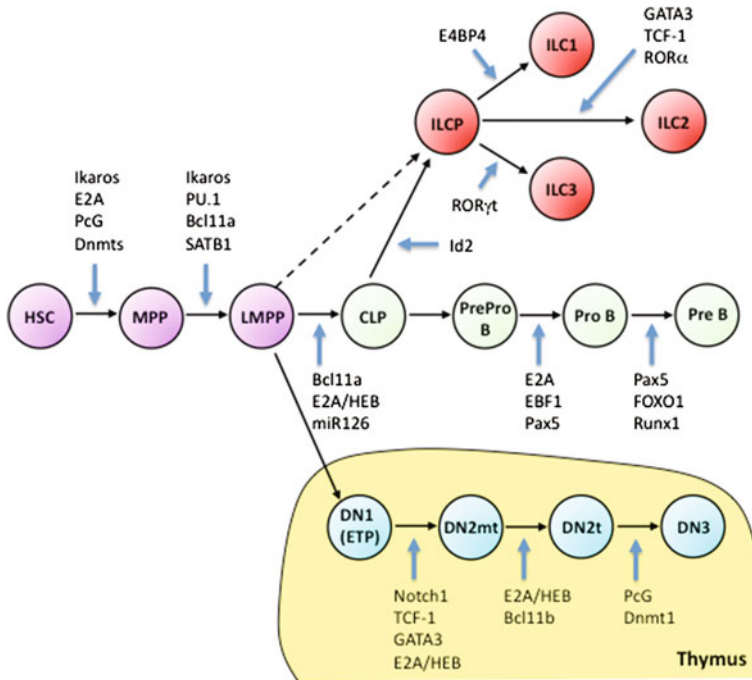 GATA3
TCF-1
RORα
E4BP4
ILC1
ILCP
ILC2
ILC3
RORγt
Id2
Ikaros
E2A
PcG
Dnmts
Ikaros
PU.1
Bcl11a
SATB1
HSC
MPP
LMPP
CLP
PrePro
B
Pro B
Pre B
Bcl11a
E2A/HEB
miR126
E2A
EBF1
Pax5
Pax5
FOXO1
Runx1
DN1
(ETP)
DN2mt
DN2t
DN3
Notch1
TCF-1
GATA3
E2A/HEB
E2A/HEB
Bcl11b
PcG
Dnmt1
Thymus